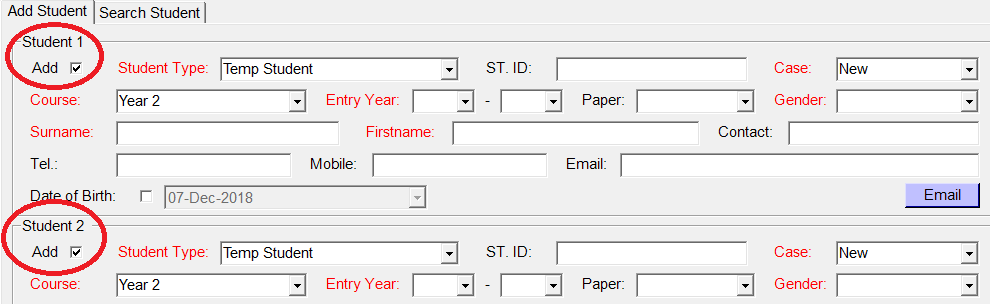 Add Student Search Student
Student 1
Add Student Type: Temp Student ST. ID: Case: New
Course: Year 2 Entry Year: - Paper: Gender:
Surname: Firstname: Contact:
Tel.: Mobile: Email:
Date of Birth: 07-Dec-2018 Email
Student 2
Add Student Type: Temp Student ST. ID: Case: New
Course: Year 2 Entry Year: - Paper: Gender: